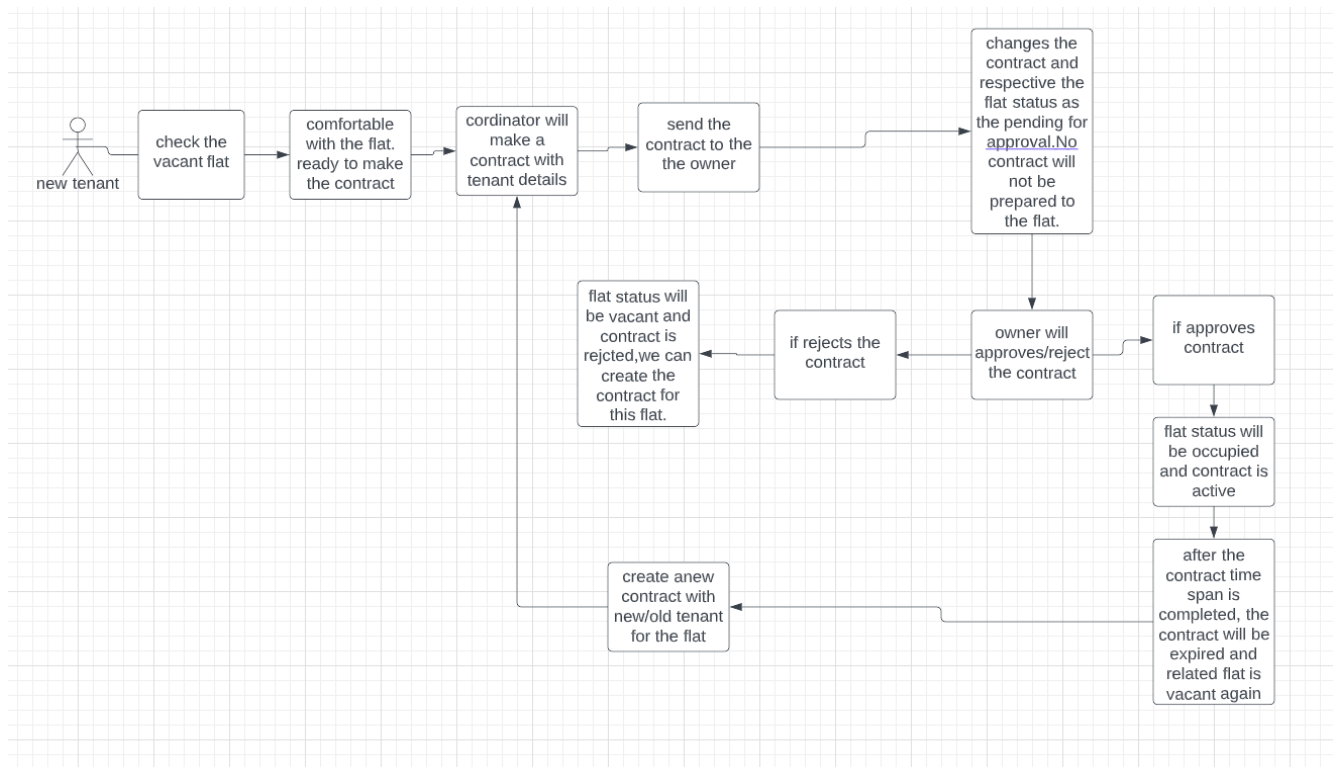 new tenant
check the
vacant flat
comfortable
with the flat.
ready to make
the contract
cordinator will
make a
contract with
tenant details
send the
contract to the
the owner
changes the
contract and
respective the
flat status as
the pending for
approval.No
contract will
not be
prepared to
the flat.
owner will
approves/reject
the contract
if rejects the
contract
flat status will
be vacant and
contract is
rejcted,we can
create the
contract for
this flat.
if approves
contract
flat status will
be occupied
and contract is
active
after the
contract time
span is
completed, the
contract will be
expired and
related flat is
vacant again
create anew
contract with
new/old tenant
for the flat